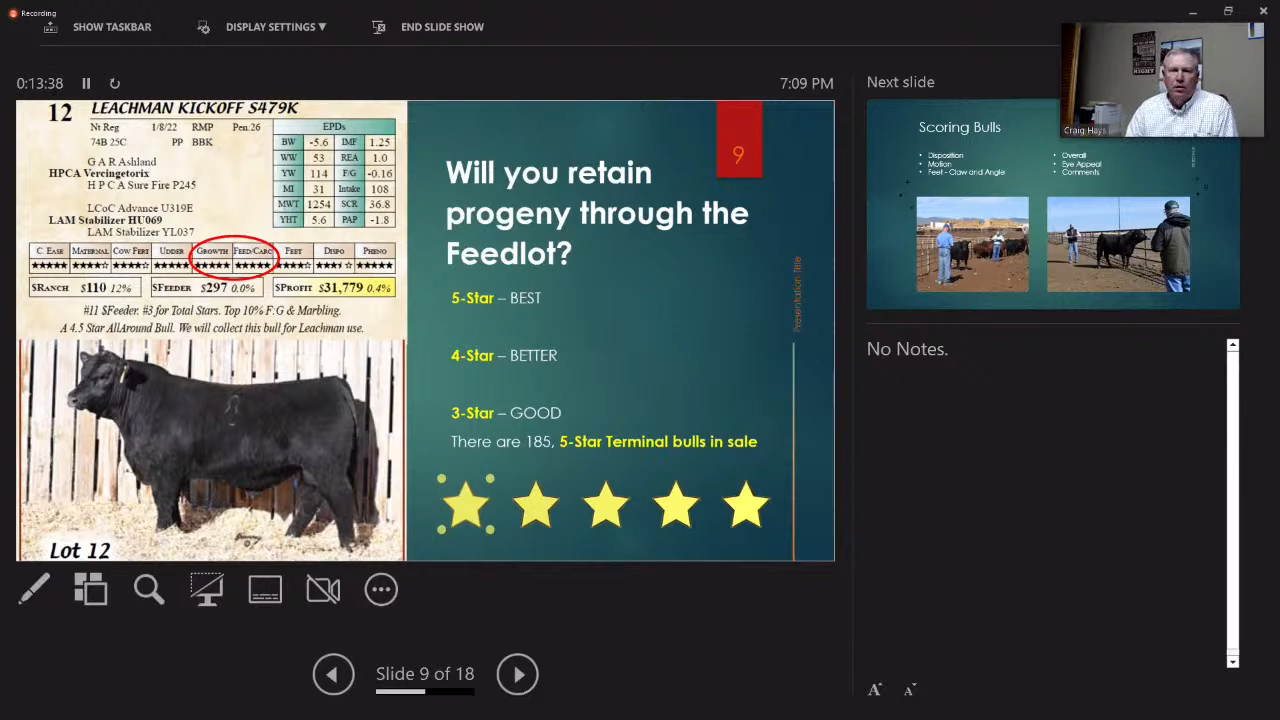 Recording
SHOW TASKBAR
DISPLAY SETTINGS ▼
END SLIDE SHOW
0:13:38
7:09 PM
12
LEACHMAN KICKOFF S479K
Nt Reg 1/8/22 RMP Pen:26
74B 25C PP BBK
G A R Ashland
HPCA Vercingetorix
H P C A Sure Fire P245
LCoC Advance U319E
LAM Stabilizer HU069
LAM Stabilizer YL037
EPDs
BW -5.6 IMF 1.25
WW 53 REA 1.0
YW 114 F/G -0.16
MI 31 Intake 108
MWT 1254 SCR 36.8
YHT 5.6 PAP -1.8
C. EASE MATERNAL COW FERT UDDER GROWTH FEED/CARC FEET DISPO PHENO
★★★★★ ★★★★☆ ★★★★☆ ★★★★★ ★★★★★ ★★★★★ ★★★★☆ ★★★★☆ ★★★★★
$RANCH $110 12% $FEEDER $297 0.0% $PROFIT $31,779 0.4%
#11 $Feeder. #3 for Total Stars. Top 10% F:G & Marbling.
A 4.5 Star AllAround Bull. We will collect this bull for Leachman use.
Lot 12
9
Will you retain
progeny through the
Feedlot?
5-Star – BEST
4-Star – BETTER
3-Star – GOOD
There are 185, 5-Star Terminal bulls in sale
Presentation Title
Slide 9 of 18
Next slide
Scoring Bulls
• Disposition
• Motion
• Feet - Claw and Angle
• Overall
• Eye Appeal
• Comments
No Notes.
A A
RIGHT
Craig Hays